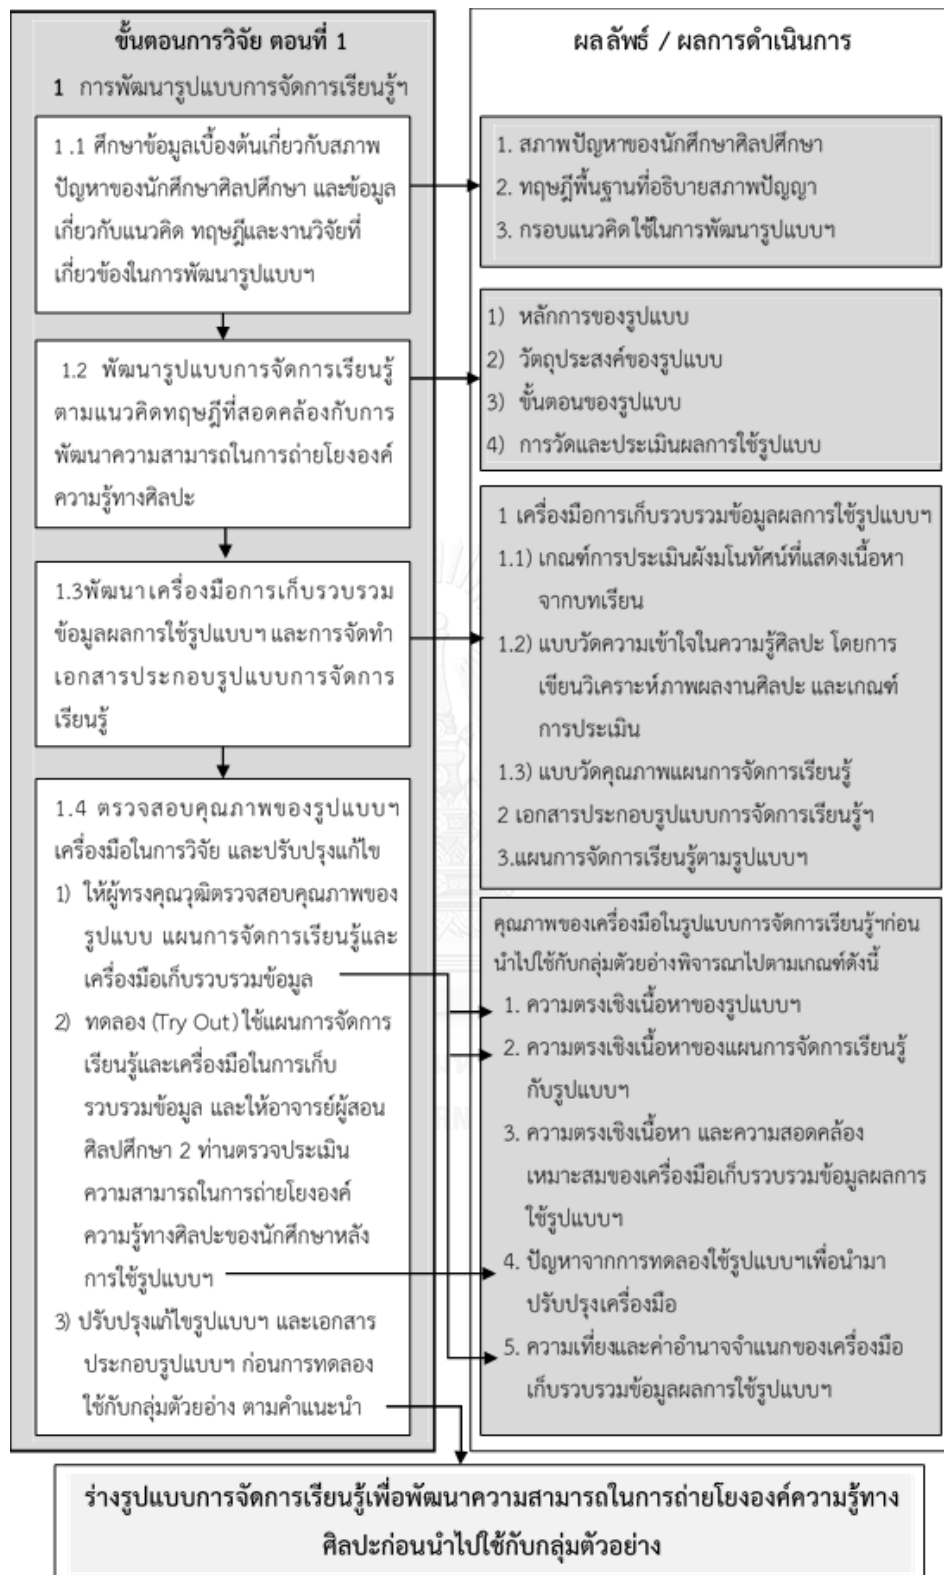 ขั้นตอนการวิจัย ตอนที่ 1
1 การพัฒนารูปแบบการจัดการเรียนรู้ฯ
1.1 ศึกษาข้อมูลเบื้องต้นเกี่ยวกับสภาพ
ปัญหาของนักศึกษาศิลปศึกษา และข้อมูล
เกี่ยวกับแนวคิด ทฤษฎีและงานวิจัยที่
เกี่ยวข้องในการพัฒนารูปแบบฯ
1.2 พัฒนารูปแบบการจัดการเรียนรู้
ตามแนวคิดทฤษฎีที่สอดคล้องกับการ
พัฒนาความสามารถในการถ่ายโยงองค์
ความรู้ทางศิลปะ
1.3พัฒนาเครื่องมือการเก็บรวบรวม
ข้อมูลผลการใช้รูปแบบฯ และการจัดทำ
เอกสารประกอบรูปแบบการจัดการ
เรียนรู้
1.4 ตรวจสอบคุณภาพของรูปแบบฯ
เครื่องมือในการวิจัย และปรับปรุงแก้ไข
1) ให้ผู้ทรงคุณวุฒิตรวจสอบคุณภาพของ
รูปแบบ แผนการจัดการเรียนรู้และ
เครื่องมือเก็บรวบรวมข้อมูล
2) ทดลอง (Try Out) ใช้แผนการจัดการ
เรียนรู้และเครื่องมือในการเก็บ
รวบรวมข้อมูล และให้อาจารย์ผู้สอน
ศิลปศึกษา 2 ท่านตรวจประเมิน
ความสามารถในการถ่ายโยงองค์
ความรู้ทางศิลปะของนักศึกษาหลัง
การใช้รูปแบบฯ
3) ปรับปรุงแก้ไขรูปแบบฯ และเอกสาร
ประกอบรูปแบบฯ ก่อนการทดลอง
ใช้กับกลุ่มตัวอย่าง ตามคำแนะนำ
ผลลัพธ์ / ผลการดำเนินการ
1. สภาพปัญหาของนักศึกษาศิลปศึกษา
2. ทฤษฎีพื้นฐานที่อธิบายสภาพปัญญา
3. กรอบแนวคิดใช้ในการพัฒนารูปแบบฯ
1) หลักการของรูปแบบ
2) วัตถุประสงค์ของรูปแบบ
3) ขั้นตอนของรูปแบบ
4) การวัดและประเมินผลการใช้รูปแบบ
1 เครื่องมือการเก็บรวบรวมข้อมูลผลการใช้รูปแบบฯ
1.1) เกณฑ์การประเมินผังมโนทัศน์ที่แสดงเนื้อหา
จากบทเรียน
1.2) แบบวัดความเข้าใจในความรู้ศิลปะ โดยการ
เขียนวิเคราะห์ภาพผลงานศิลปะ และเกณฑ์
การประเมิน
1.3) แบบวัดคุณภาพแผนการจัดการเรียนรู้
2 เอกสารประกอบรูปแบบการจัดการเรียนรู้ฯ
3.แผนการจัดการเรียนรู้ตามรูปแบบฯ
คุณภาพของเครื่องมือในรูปแบบการจัดการเรียนรู้ฯก่อน
นำไปใช้กับกลุ่มตัวอย่างพิจารณาไปตามเกณฑ์ดังนี้
1. ความตรงเชิงเนื้อหาของรูปแบบฯ
2. ความตรงเชิงเนื้อหาของแผนการจัดการเรียนรู้
กับรูปแบบฯ
3. ความตรงเชิงเนื้อหา และความสอดคล้อง
เหมาะสมของเครื่องมือเก็บรวบรวมข้อมูลผลการ
ใช้รูปแบบฯ
4. ปัญหาจากการทดลองใช้รูปแบบฯเพื่อนำมา
ปรับปรุงเครื่องมือ
5. ความเที่ยงและค่าอำนาจจำแนกของเครื่องมือ
เก็บรวบรวมข้อมูลผลการใช้รูปแบบฯ
ร่างรูปแบบการจัดการเรียนรู้เพื่อพัฒนาความสามารถในการถ่ายโยงองค์ความรู้ทาง
ศิลปะก่อนนำไปใช้กับกลุ่มตัวอย่าง